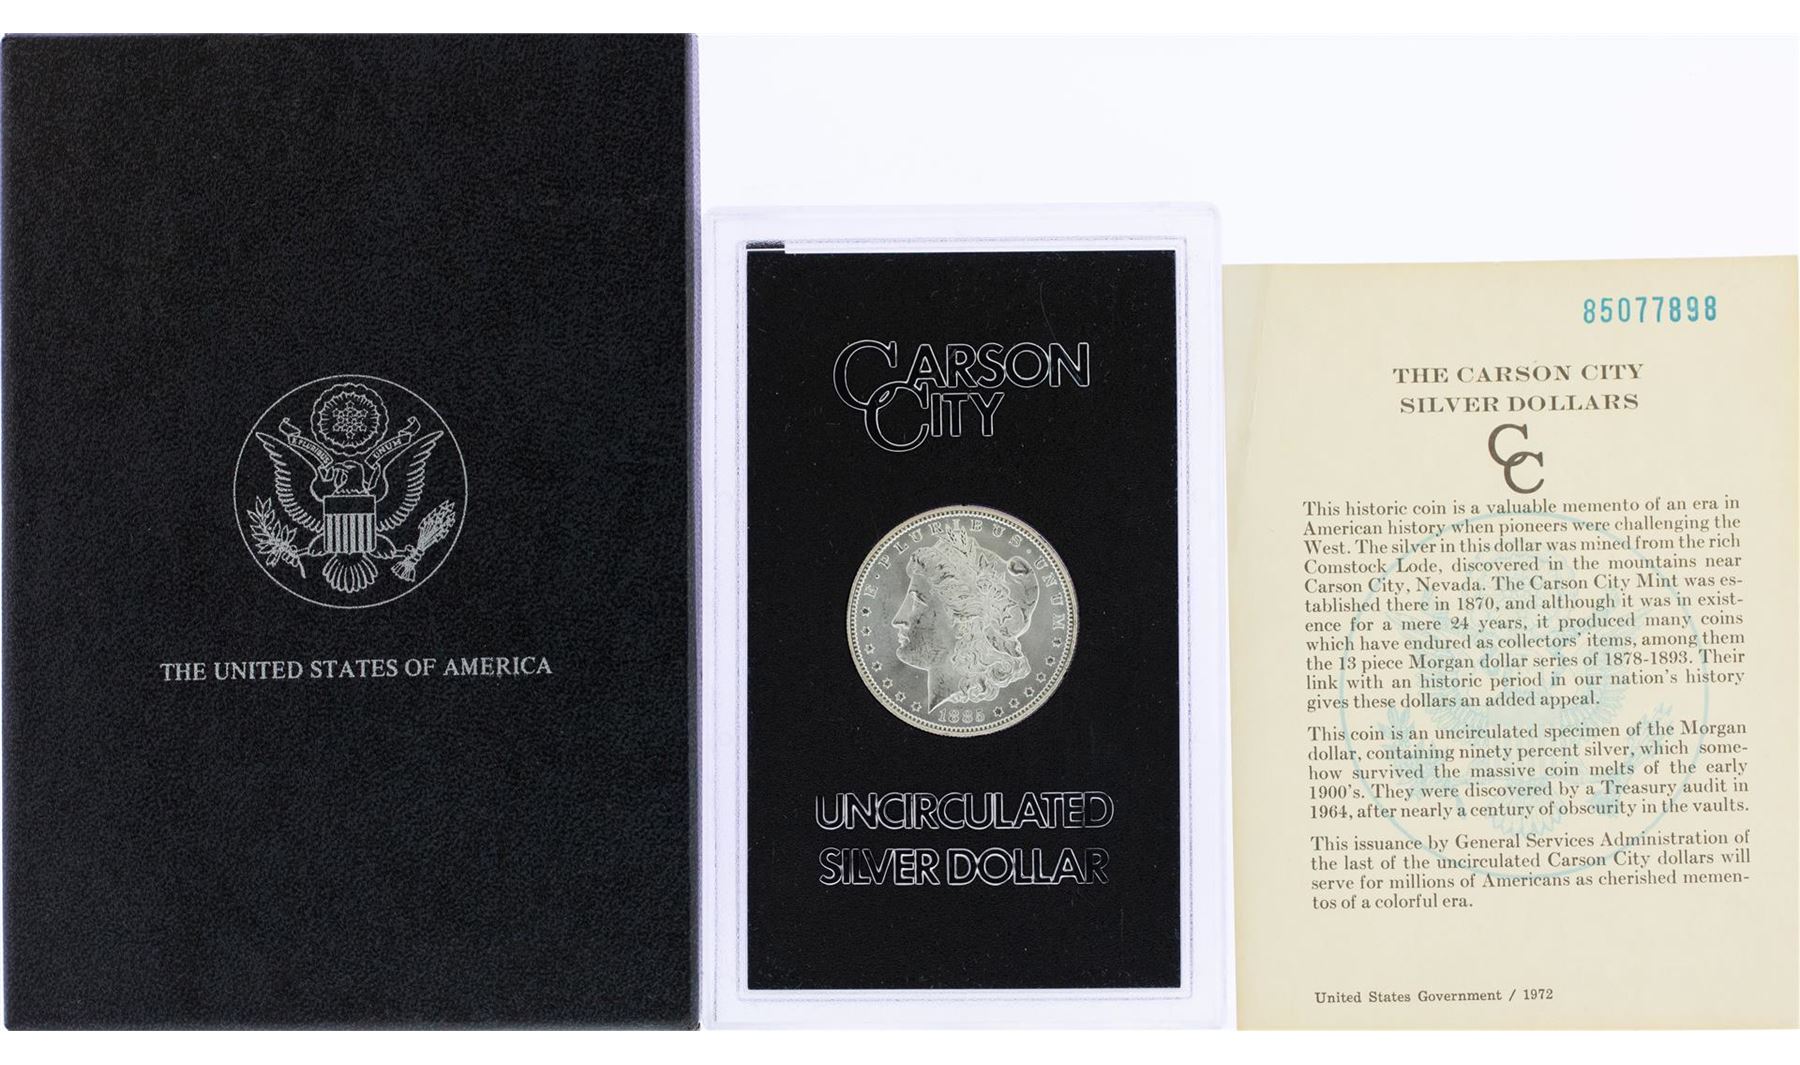 E PLURIBUS UNUM
THE UNITED STATES OF AMERICA
CARSON
CITY
E·PLURIBUS·UNUM
1885
UNCIRCULATED
SILVER DOLLAR
85077898
THE CARSON CITY
SILVER DOLLARS
CC
This historic coin is a valuable memento of an era in
American history when pioneers were challenging the
West. The silver in this dollar was mined from the rich
Comstock Lode, discovered in the mountains near
Carson City, Nevada. The Carson City Mint was es-
tablished there in 1870, and although it was in exist-
ence for a mere 24 years, it produced many coins
which have endured as collectors' items, among them
the 13 piece Morgan dollar series of 1878-1893. Their
link with an historic period in our nation's history
gives these dollars an added appeal.
This coin is an uncirculated specimen of the Morgan
dollar, containing ninety percent silver, which some-
how survived the massive coin melts of the early
1900's. They were discovered by a Treasury audit in
1964, after nearly a century of obscurity in the vaults.
This issuance by General Services Administration of
the last of the uncirculated Carson City dollars will
serve for millions of Americans as cherished memen-
tos of a colorful era.
United States Government / 1972